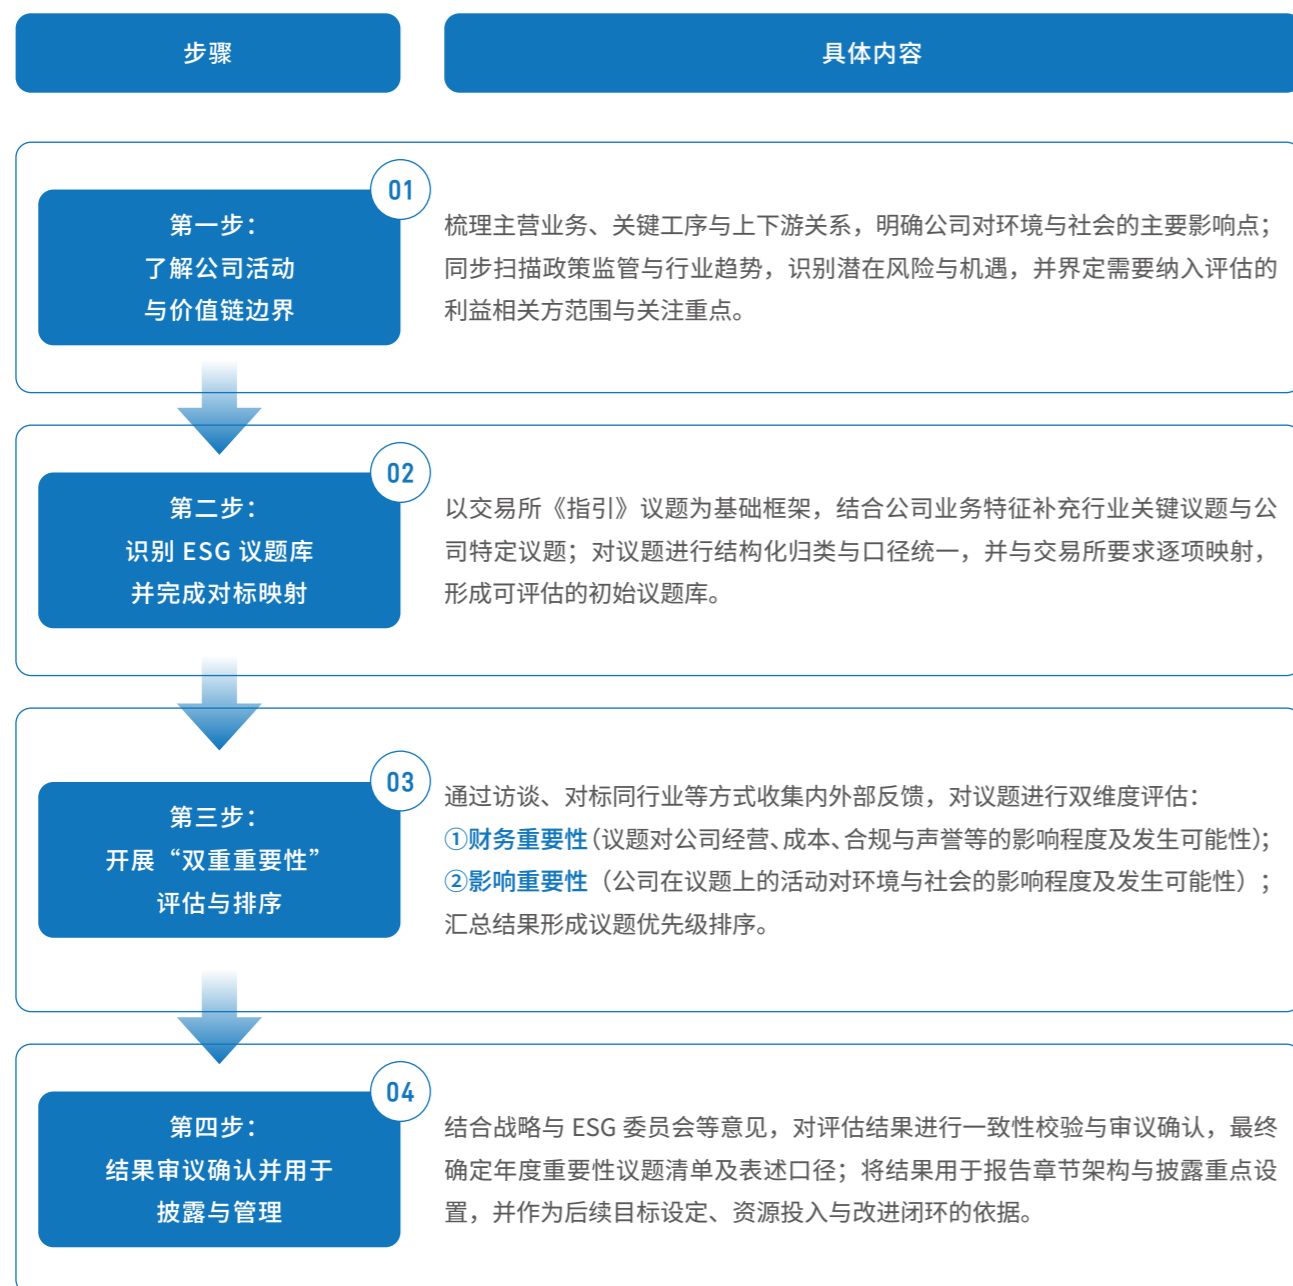 步骤
具体内容
01
第一步：
了解公司活动
与价值链边界
梳理主营业务、关键工序与上下游关系，明确公司对环境与社会的主要影响点；
同步扫描政策监管与行业趋势，识别潜在风险与机遇，并界定需要纳入评估的
利益相关方范围与关注重点。
02
第二步：
识别 ESG 议题库
并完成对标映射
以交易所《指引》议题为基础框架，结合公司业务特征补充行业关键议题与公
司特定议题；对议题进行结构化归类与口径统一，并与交易所要求逐项映射，
形成可评估的初始议题库。
03
第三步：
开展“双重重要性”
评估与排序
通过访谈、对标同行业等方式收集内外部反馈，对议题进行双维度评估：
①财务重要性（议题对公司经营、成本、合规与声誉等的影响程度及发生可能性）；
②影响重要性（公司在议题上的活动对环境与社会的影响程度及发生可能性）；
汇总结果形成议题优先级排序。
04
第四步：
结果审议确认并用于
披露与管理
结合战略与 ESG 委员会等意见，对评估结果进行一致性校验与审议确认，最终
确定年度重要性议题清单及表述口径；将结果用于报告章节架构与披露重点设
置，并作为后续目标设定、资源投入与改进闭环的依据。